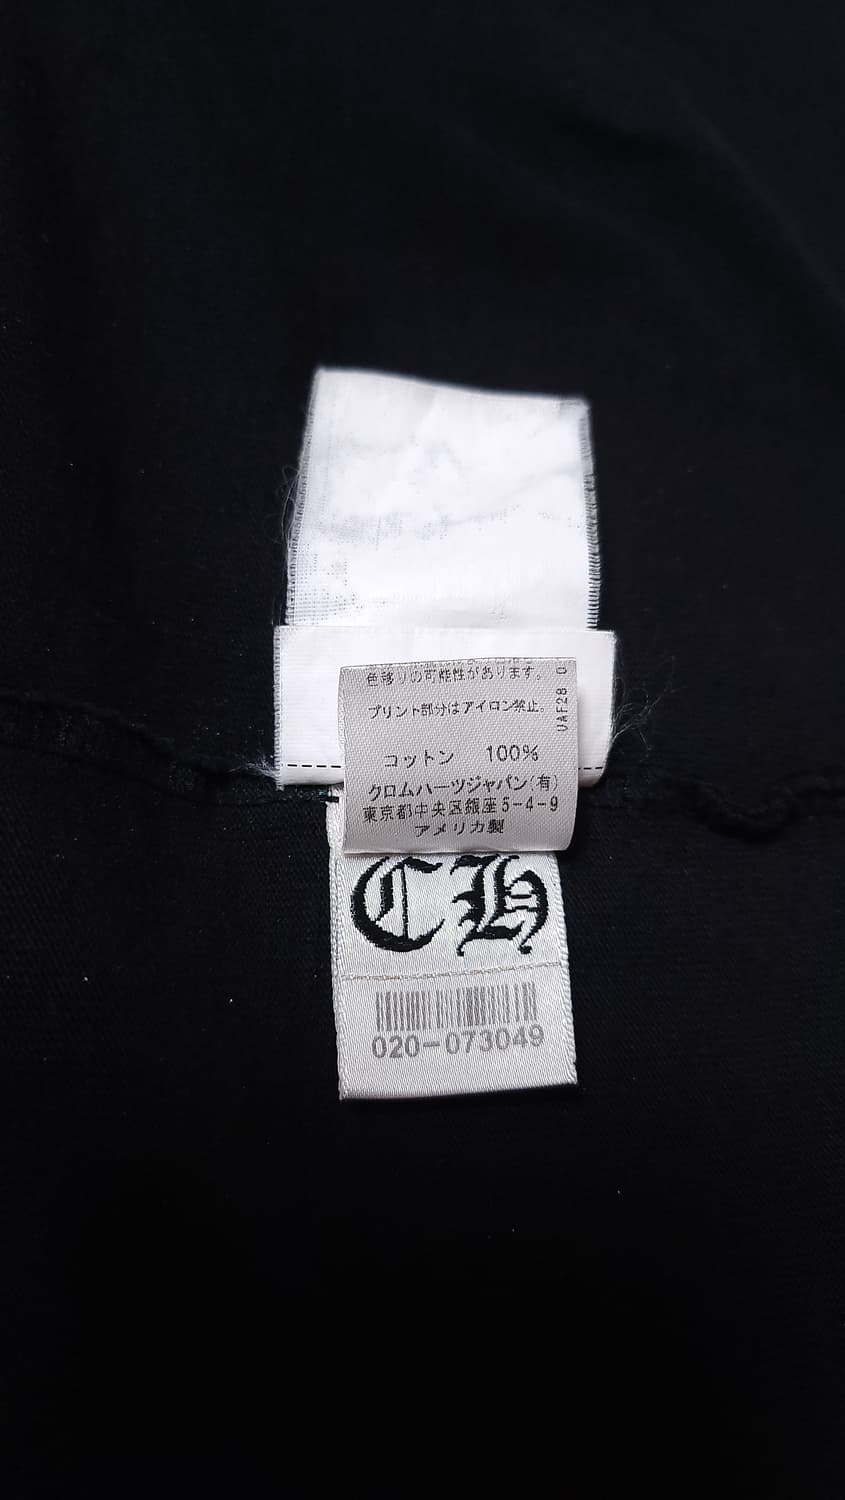 色移りの可能性があります。
プリント部分はアイロン禁止。
UAF28 0
コットン 100%
クロムハーツジャパン(有)
東京都中央区銀座5-4-9
アメリカ製
CH
020-073049